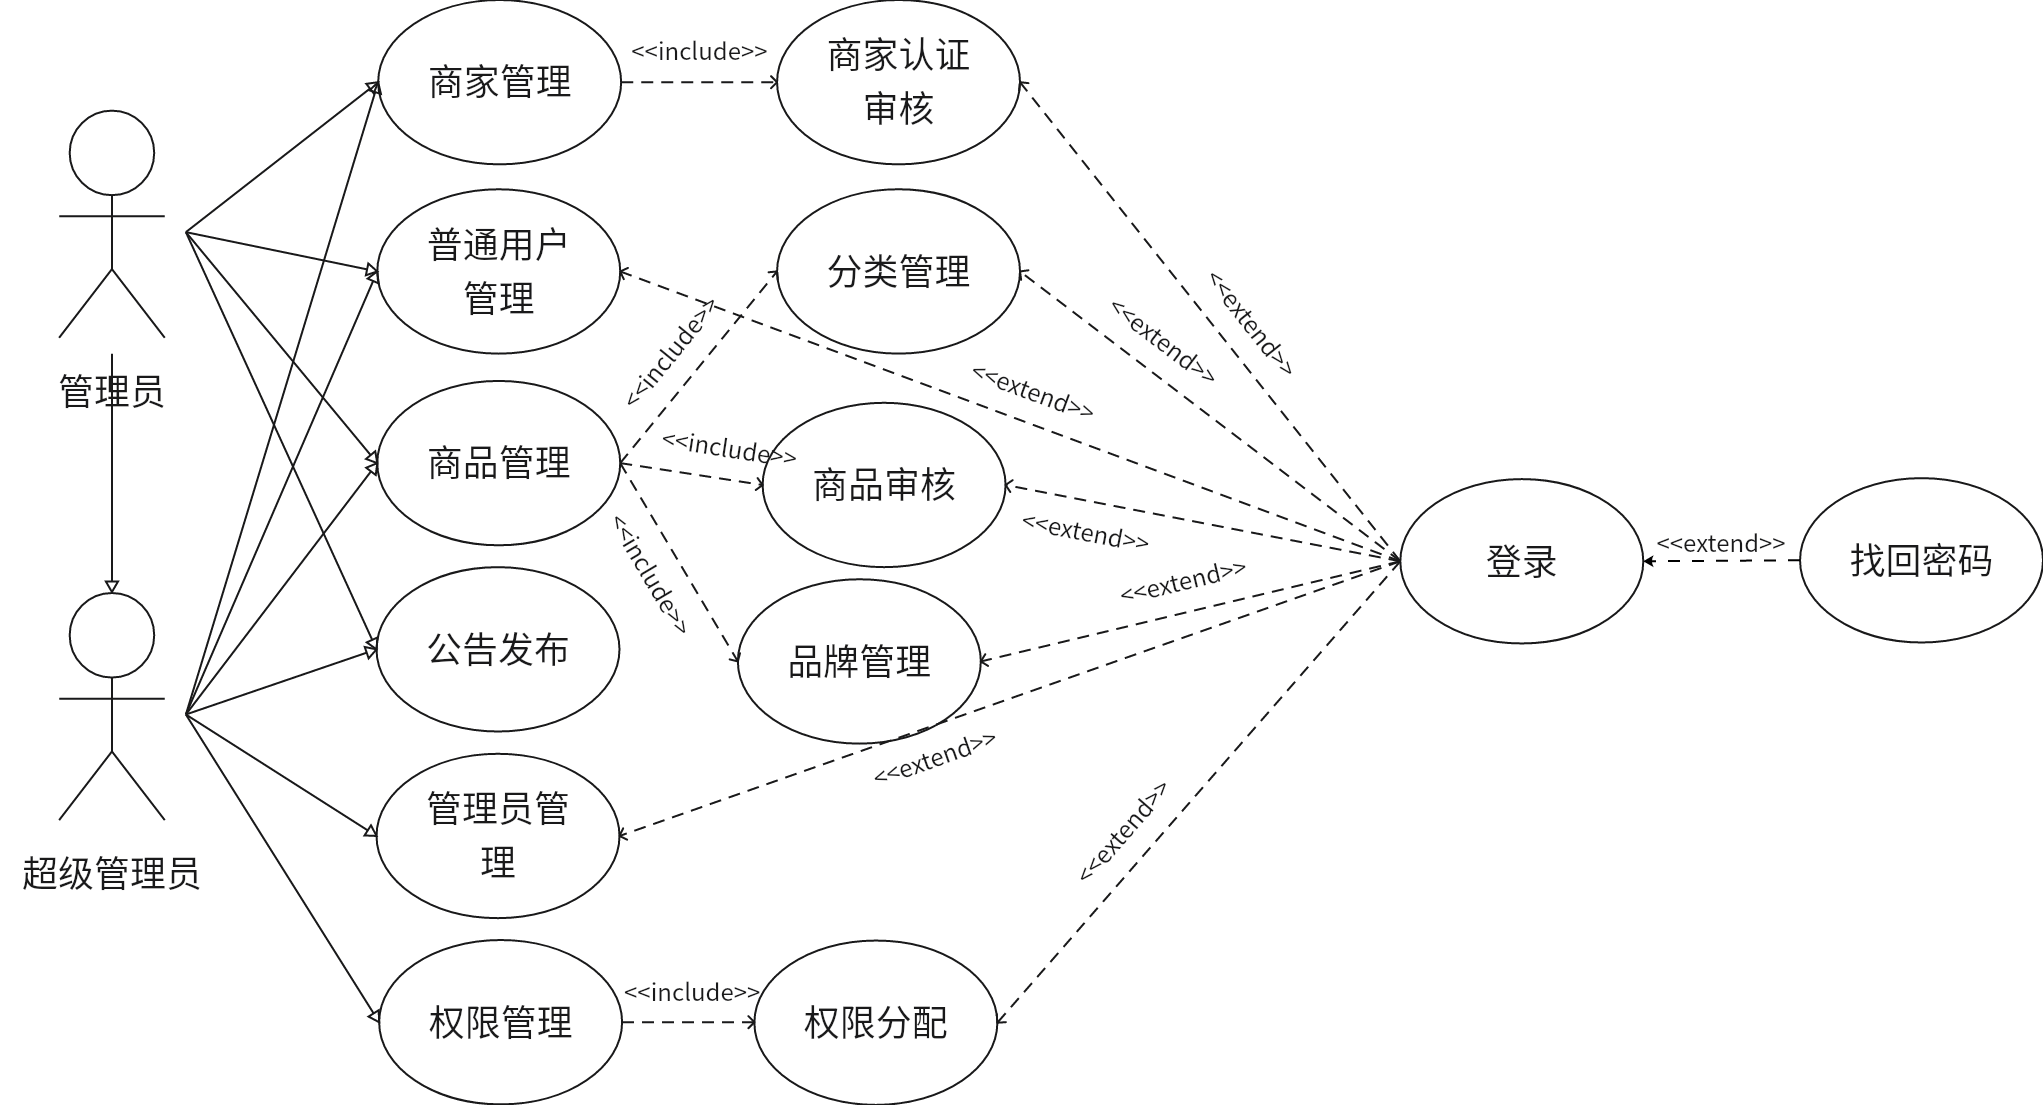 商家管理
<<include>>
商家认证
审核
管理员
普通用户
管理
<<include>>
分类管理
<<extend>>
<<extend>>
<<extend>>
商品管理
<<include>>
商品审核
<<extend>>
<<include>>
登录
<<extend>>
找回密码
公告发布
品牌管理
<<extend>>
<<extend>>
超级管理员
管理员管
理
<<extend>>
权限管理
<<include>>
权限分配